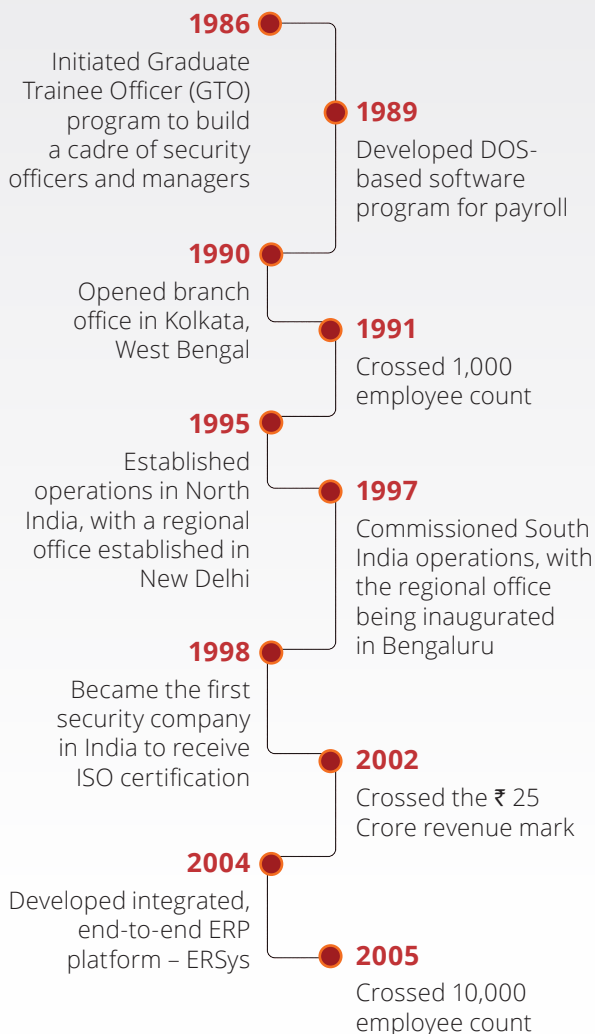 1986
Initiated Graduate
Trainee Officer (GTO)
program to build
a cadre of security
officers and managers
1989
Developed DOS-
based software
program for payroll
1990
Opened branch
office in Kolkata,
West Bengal
1991
Crossed 1,000
employee count
1995
Established
operations in North
India, with a regional
office established in
New Delhi
1997
Commissioned South
India operations, with
the regional office
being inaugurated
in Bengaluru
1998
Became the first
security company
in India to receive
ISO certification
2002
Crossed the ₹ 25
Crore revenue mark
2004
Developed integrated,
end-to-end ERP
platform – ERSys
2005
Crossed 10,000
employee count